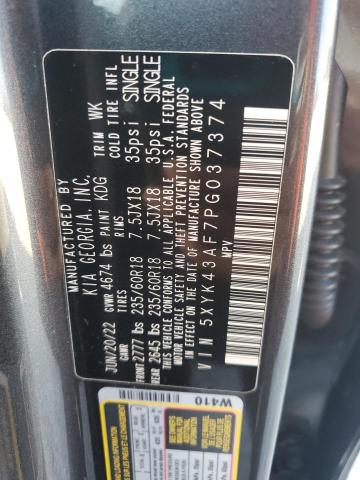 MANUFACTURED BY
KIA GEORGIA, INC.
JUN/20/22 GVWR 4674 lbs PAINT KDG TRIM WK
GAWR TIRES RIMS COLD TIRE INFL
FRONT 2777 lbs 235/60R18 7.5JX18 35psi SINGLE
REAR 2645 lbs 235/60R18 7.5JX18 35psi SINGLE
THIS VEHICLE CONFORMS TO ALL APPLICABLE U.S.A. FEDERAL
MOTOR VEHICLE SAFETY AND THEFT PREVENTION STANDARDS
IN EFFECT ON THE DATE OF MANUFACTURE SHOWN ABOVE
VIN 5XYK43AF7PG037374
MPV
W410